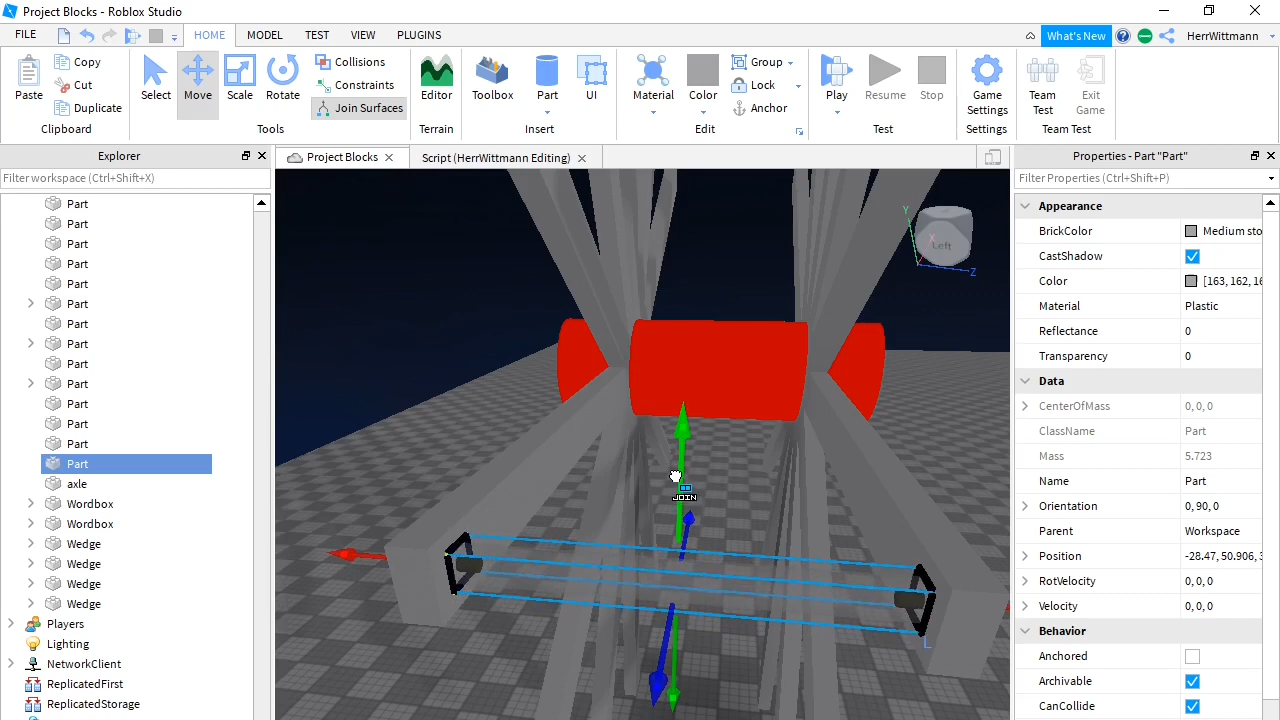 Project Blocks - Roblox Studio
FILE HOME MODEL TEST VIEW PLUGINS What's New HerrWittmann
Paste Copy Cut Duplicate Clipboard
Select Move Scale Rotate Collisions Constraints Join Surfaces Tools
Editor Terrain
Toolbox Part UI Insert
Material Color Group Lock Anchor Edit
Play Resume Stop Test
Game Settings Settings
Team Test Exit Game Team Test
Explorer
Filter workspace (Ctrl+Shift+X)
Part
Part
Part
Part
Part
Part
Part
Part
Part
Part
Part
Part
Part
Part
axle
Wordbox
Wordbox
Wedge
Wedge
Wedge
Wedge
Players
Lighting
NetworkClient
ReplicatedFirst
ReplicatedStorage
Project Blocks Script (HerrWittmann Editing)
Y
X
Left
Z
JOIN
L
Properties - Part "Part"
Filter Properties (Ctrl+Shift+P)
Appearance
BrickColor Medium sto
CastShadow
Color [163, 162, 16
Material Plastic
Reflectance 0
Transparency 0
Data
CenterOfMass 0, 0, 0
ClassName Part
Mass 5.723
Name Part
Orientation 0, 90, 0
Parent Workspace
Position -28.47, 50.906, 3
RotVelocity 0, 0, 0
Velocity 0, 0, 0
Behavior
Anchored
Archivable
CanCollide